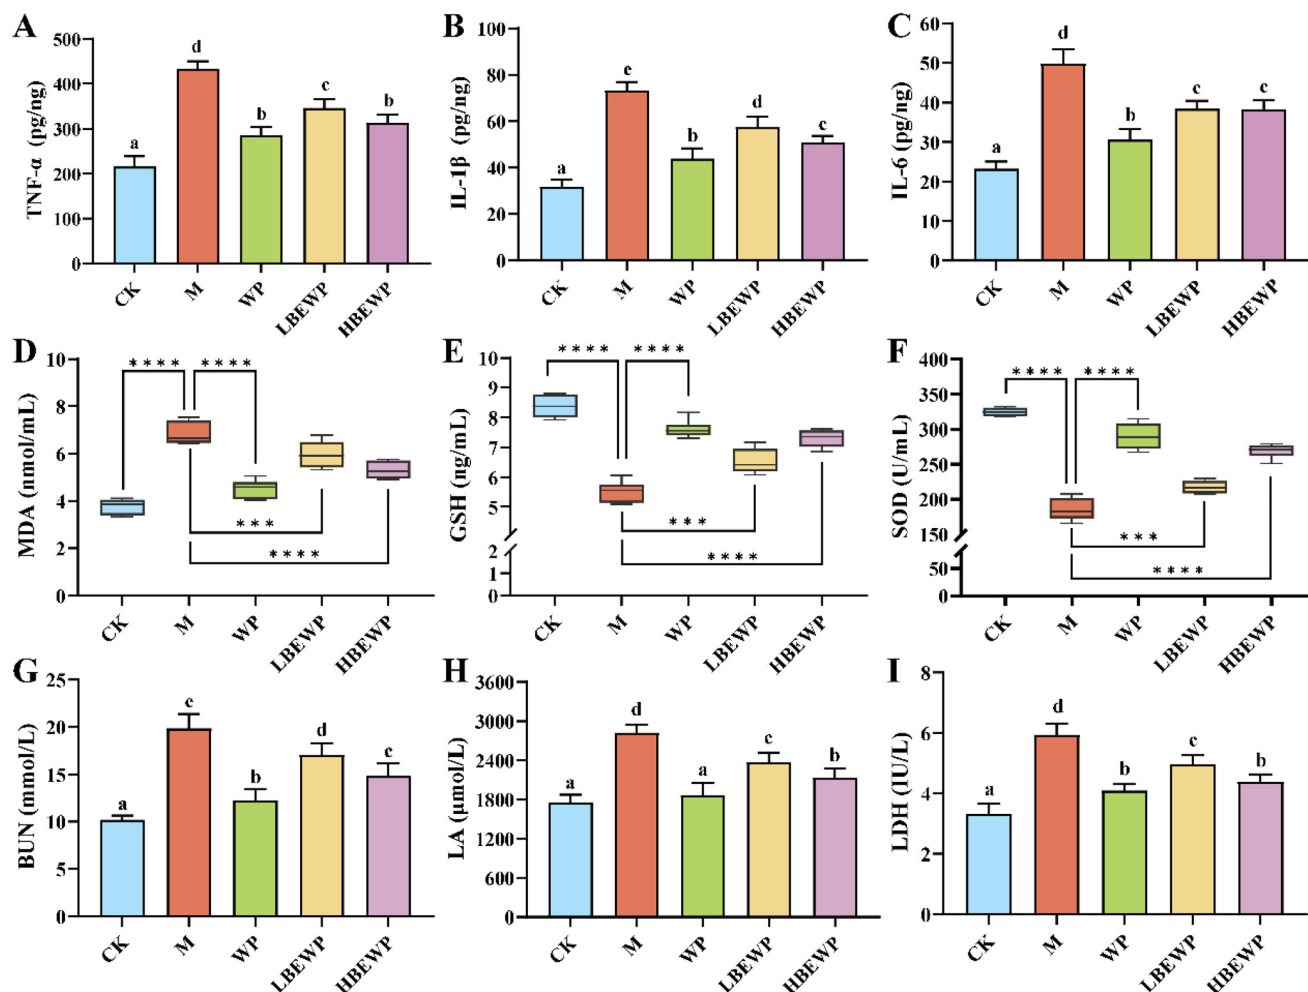 A
TNF-α (pg/ng)
500
400
300
200
100
0
a
d
b
c
b
CK
M
WP
LBEWP
HBEWP
B
IL-1β (pg/ng)
100
80
60
40
20
0
a
e
b
d
c
CK
M
WP
LBEWP
HBEWP
C
IL-6 (pg/ng)
60
50
40
30
20
10
0
a
d
b
c
c
CK
M
WP
LBEWP
HBEWP
D
MDA (nmol/mL)
10
8
6
4
2
0
****
****
***
****
CK
M
WP
LBEWP
HBEWP
E
GSH (ng/mL)
10
9
8
7
6
5
2
1
0
****
****
***
****
CK
M
WP
LBEWP
HBEWP
F
SOD (U/mL)
400
350
300
250
200
150
50
0
****
****
***
****
CK
M
WP
LBEWP
HBEWP
G
BUN (mmol/L)
25
20
15
10
5
0
a
e
b
d
c
CK
M
WP
LBEWP
HBEWP
H
LA (μmol/L)
3600
3000
2400
1800
1200
600
0
a
d
a
c
b
CK
M
WP
LBEWP
HBEWP
I
LDH (IU/L)
8
6
4
2
0
a
d
b
c
b
CK
M
WP
LBEWP
HBEWP